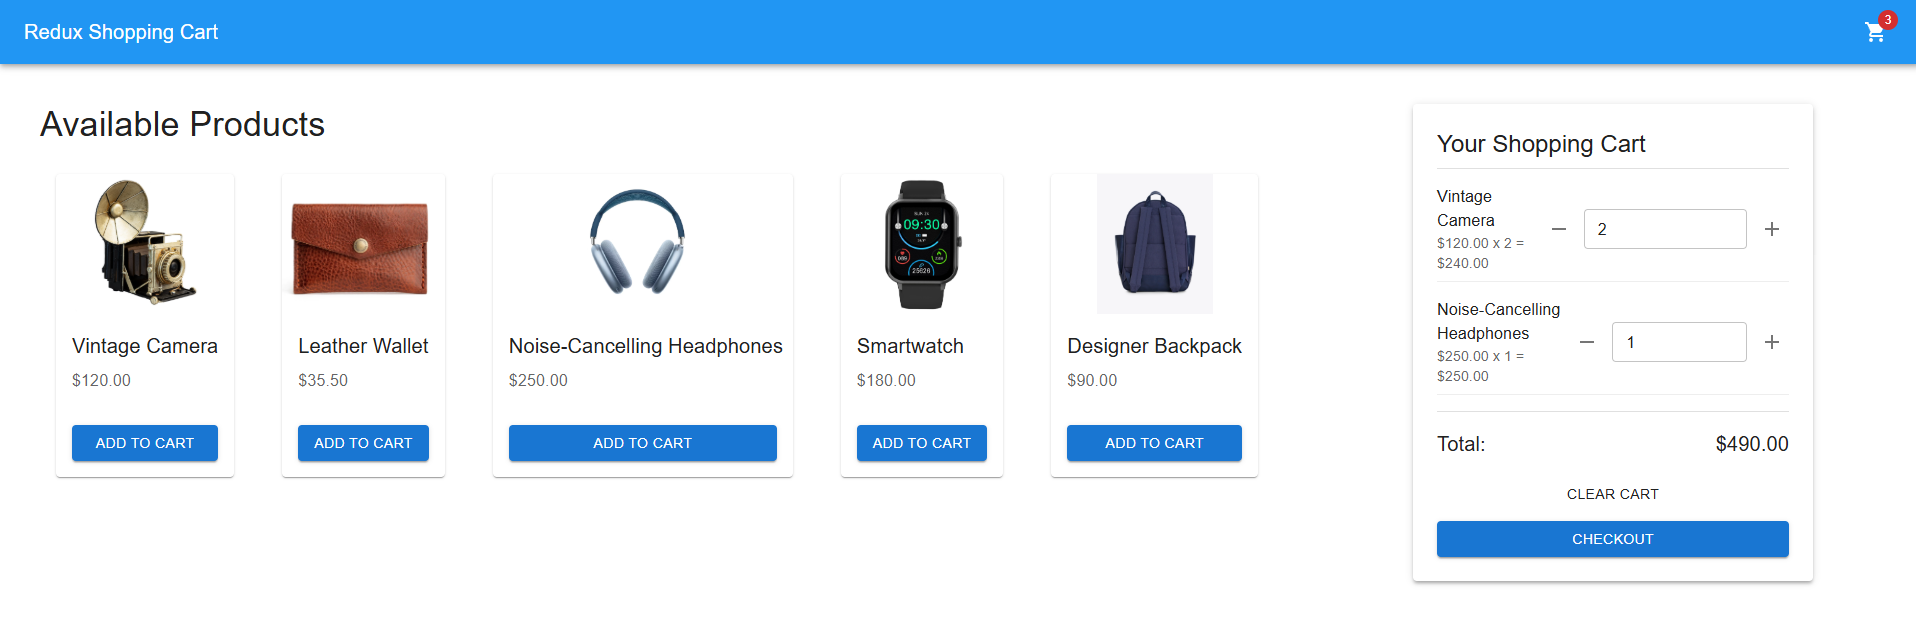 Redux Shopping Cart
3
Available Products
Vintage Camera
$120.00
ADD TO CART
Leather Wallet
$35.50
ADD TO CART
Noise-Cancelling Headphones
$250.00
ADD TO CART
09:30
25626
Smartwatch
$180.00
ADD TO CART
Designer Backpack
$90.00
ADD TO CART
Your Shopping Cart
Vintage
Camera
$120.00 x 2 =
$240.00
2
Noise-Cancelling
Headphones
$250.00 x 1 =
$250.00
1
Total: $490.00
CLEAR CART
CHECKOUT